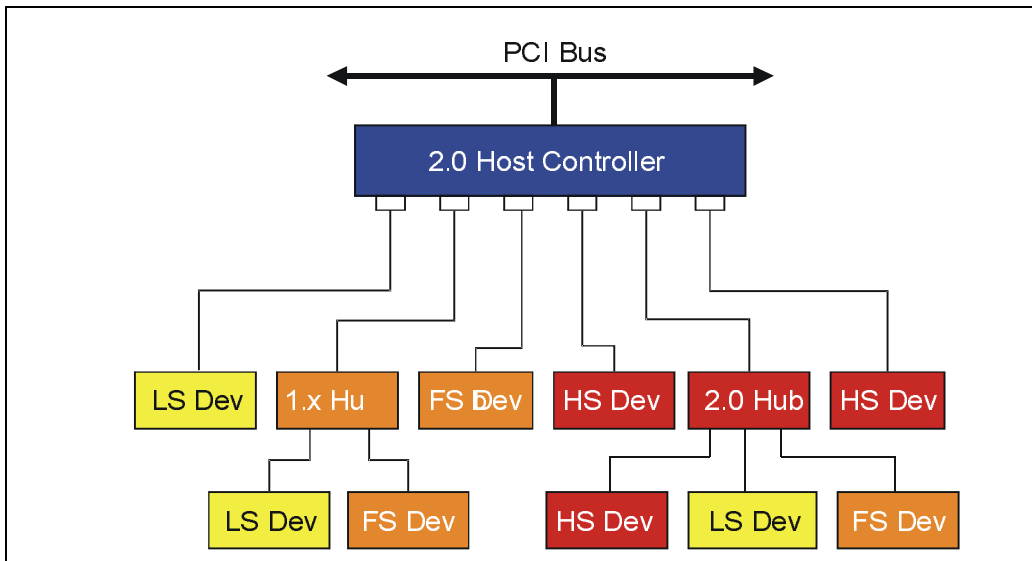 PCI Bus
2.0 Host Controller
LS Dev
1.x Hu
FS Dev
b
HS Dev
2.0 Hub
HS Dev
LS Dev
FS Dev
HS Dev
LS Dev
FS Dev